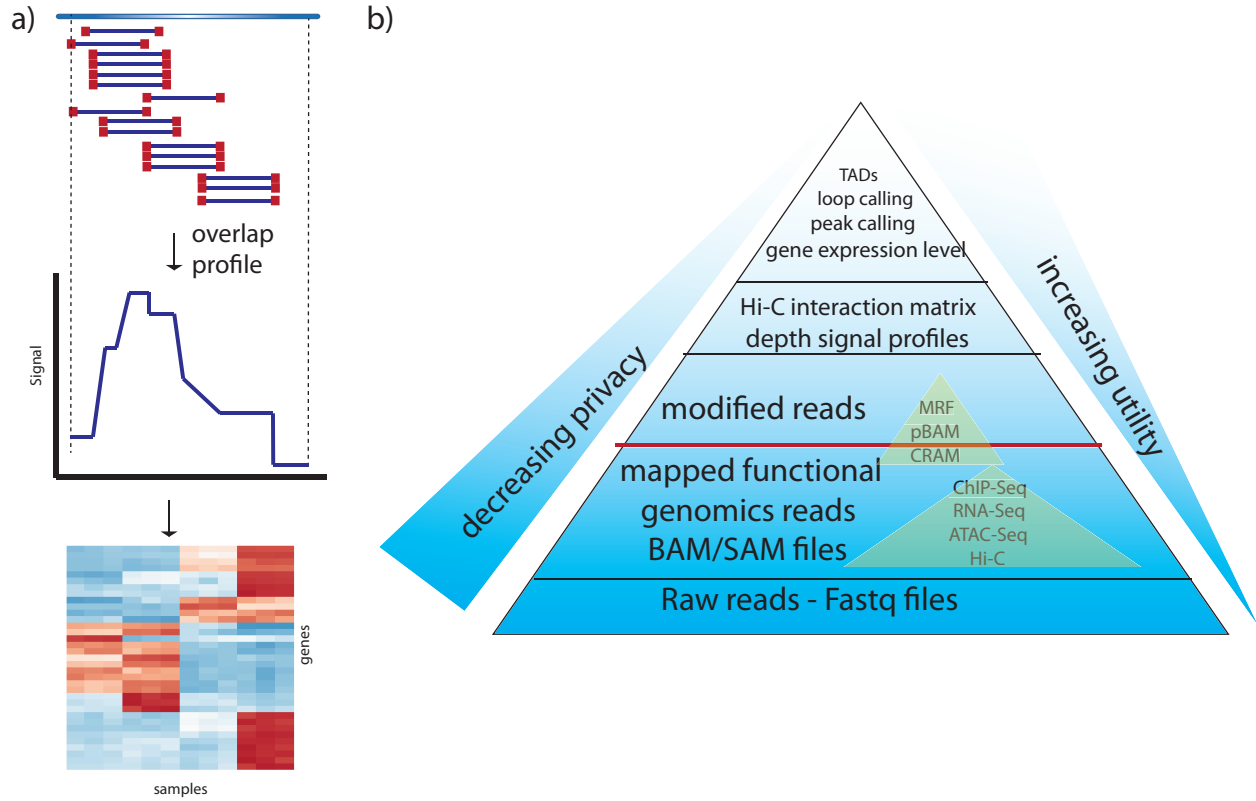 a)
overlap
profile
Signal
genes
samples
b)
TADs
loop calling
peak calling
gene expression level
Hi-C interaction matrix
depth signal profiles
modified reads
MRF
pBAM
CRAM
mapped functional
genomics reads
BAM/SAM files
ChIP-Seq
RNA-Seq
ATAC-Seq
Hi-C
Raw reads - Fastq files
decreasing privacy
increasing utility